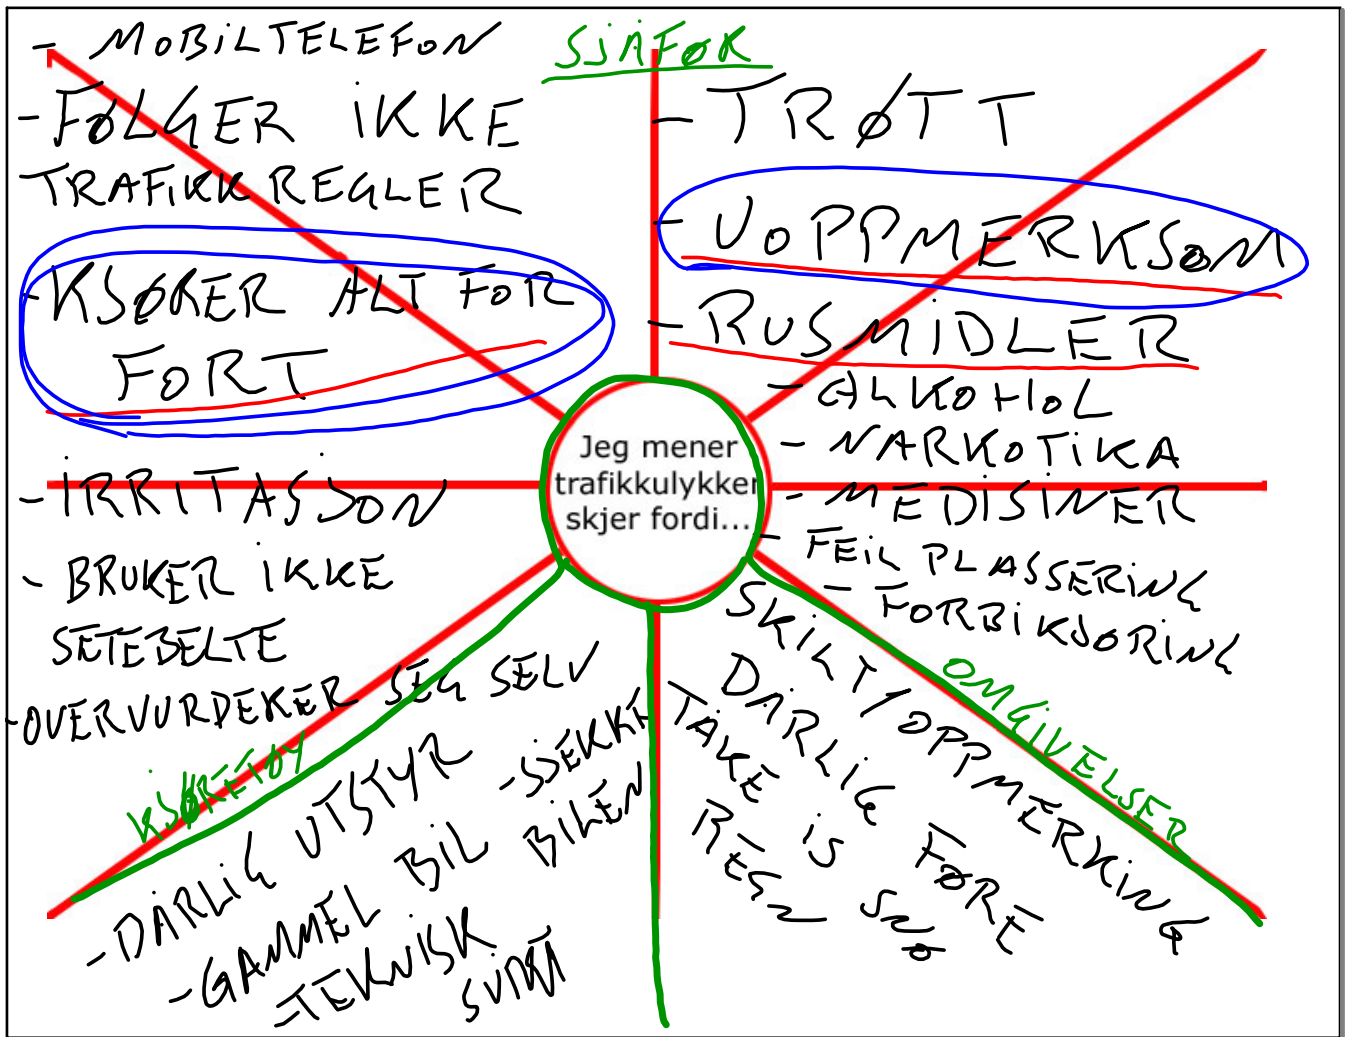 SJÅFØR
- MOBILTELEFON
- FØLGER IKKE
TRAFIKKREGLER
- KJØRER ALT FOR
FORT
- IRRITASJON
- BRUKER IKKE
SETEBELTE
- OVERVURDERER SEG SELV
- TRØTT
- UOPPMERKSOM
- RUSMIDLER
- ALKOHOL
- NARKOTIKA
- MEDISINER
- FEIL PLASSERING
- FORBIKJØRING
Jeg mener
trafikkulykker
skjer fordi...
KJØRETØY
- DÅRLIG UTSTYR
- GAMMEL BIL
- TEKNISK
- SJEKKE
BILEN
OMGIVELSER
SKILT/OPPMERKING
DÅRLIG FØRE
TÅKE IS SNØ
REGN